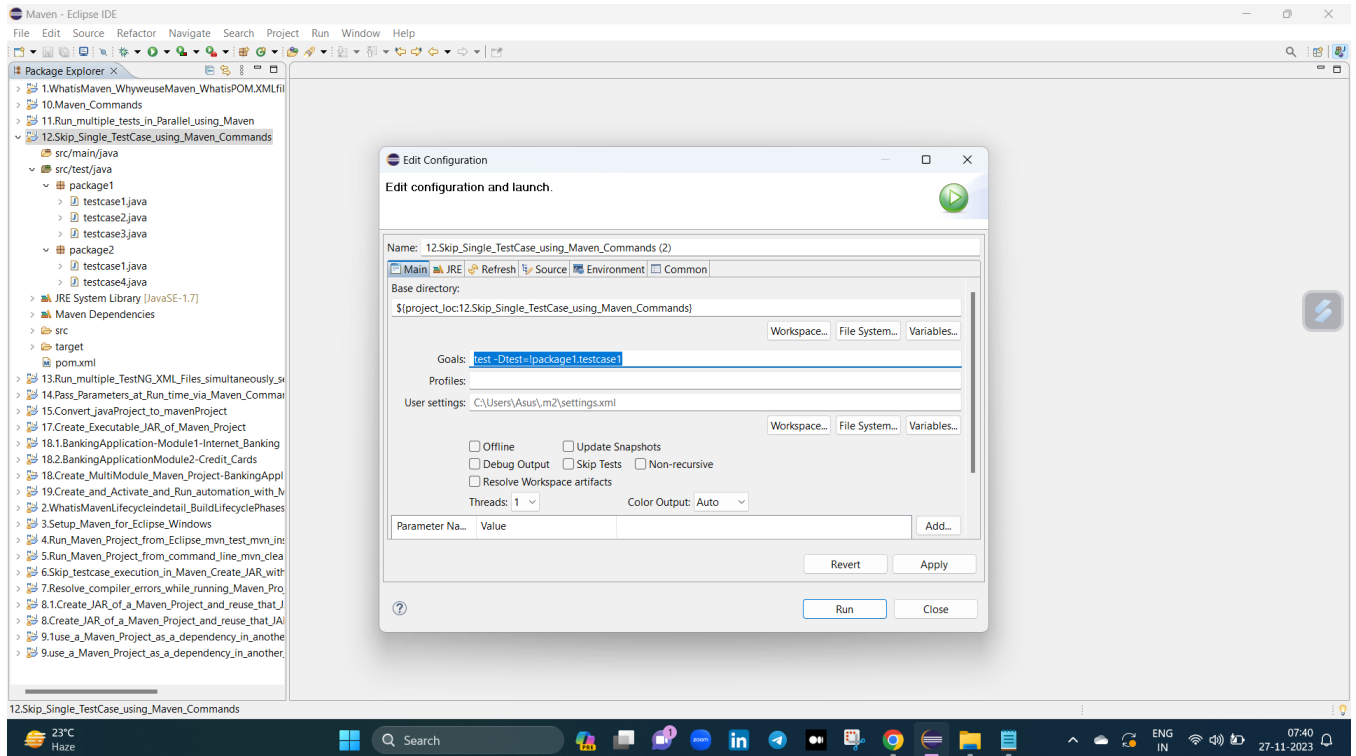 Maven - Eclipse IDE
File Edit Source Refactor Navigate Search Project Run Window Help
Package Explorer
1.WhatisMaven_WhyweuseMaven_WhatisPOM.XMLfil
10.Maven_Commands
11.Run_multiple_tests_in_Parallel_using_Maven
12.Skip_Single_TestCase_using_Maven_Commands
src/main/java
src/test/java
package1
testcase1.java
testcase2.java
testcase3.java
package2
testcase1.java
testcase4.java
JRE System Library [JavaSE-1.7]
Maven Dependencies
src
target
pom.xml
13.Run_multiple_TestNG_XML_Files_simultaneously_se
14.Pass_Parameters_at_Run_time_via_Maven_Commar
15.Convert_javaProject_to_mavenProject
17.Create_Executable_JAR_of_Maven_Project
18.1.BankingApplication-Module1-Internet_Banking
18.2.BankingApplicationModule2-Credit_Cards
18.Create_MultiModule_Maven_Project-BankingAppl
19.Create_and_Activate_and_Run_automation_with_M
2.WhatisMavenLifecycleindetail_BuildLifecyclePhases
3.Setup_Maven_for_Eclipse_Windows
4.Run_Maven_Project_from_Eclipse_mvn_test_mvn_ins
5.Run_Maven_Project_from_command_line_mvn_clea
6.Skip_testcase_execution_in_Maven_Create_JAR_with
7.Resolve_compiler_errors_while_running_Maven_Pro
8.1.Create_JAR_of_a_Maven_Project_and_reuse_that_J
8.Create_JAR_of_a_Maven_Project_and_reuse_that_JAI
9.1use_a_Maven_Project_as_a_dependency_in_anothe
9.use_a_Maven_Project_as_a_dependency_in_another_
Edit Configuration
Edit configuration and launch.
Name: 12.Skip_Single_TestCase_using_Maven_Commands (2)
Main JRE Refresh Source Environment Common
Base directory:
${project_loc:12.Skip_Single_TestCase_using_Maven_Commands}
Workspace... File System... Variables...
Goals: test -Dtest=!package1.testcase1
Profiles:
User settings: C:\Users\Asus\.m2\settings.xml
Workspace... File System... Variables...
Offline Update Snapshots
Debug Output Skip Tests Non-recursive
Resolve Workspace artifacts
Threads: 1 Color Output: Auto
Parameter Na... Value Add...
Revert Apply
? Run Close
12.Skip_Single_TestCase_using_Maven_Commands
23°C
Haze
Search
PRE
1
zoom
in
ENG
IN
07:40
27-11-2023